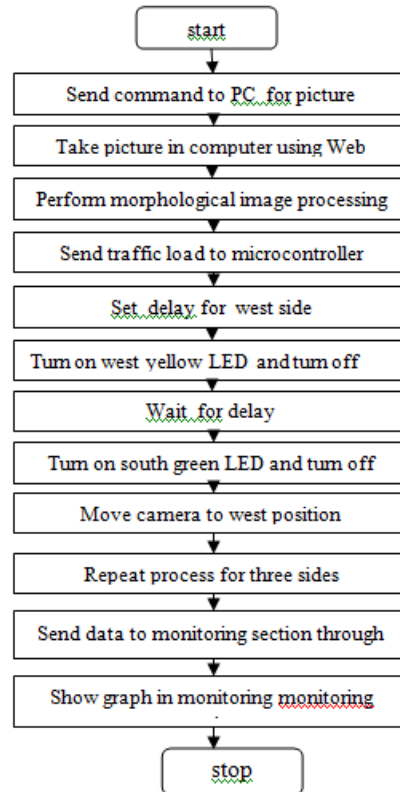 start
Send command to PC for picture
Take picture in computer using Web
Perform morphological image processing
Send traffic load to microcontroller
Set delay for west side
Turn on west yellow LED and turn off
Wait for delay
Turn on south green LED and turn off
Move camera to west position
Repeat process for three sides
Send data to monitoring section through
Show graph in monitoring monitoring
.
stop